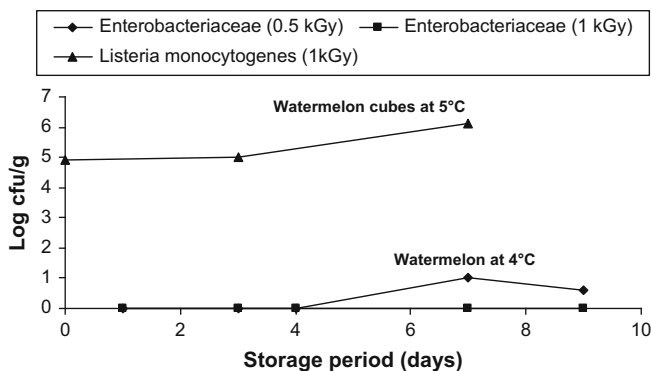 Enterobacteriaceae (0.5 kGy) Enterobacteriaceae (1 kGy)
Listeria monocytogenes (1kGy)
7
Watermelon cubes at 5°C
6
5
4
3
2
Watermelon at 4°C
1
0
Log cfu/g
0 2 4 6 8 10
Storage period (days)